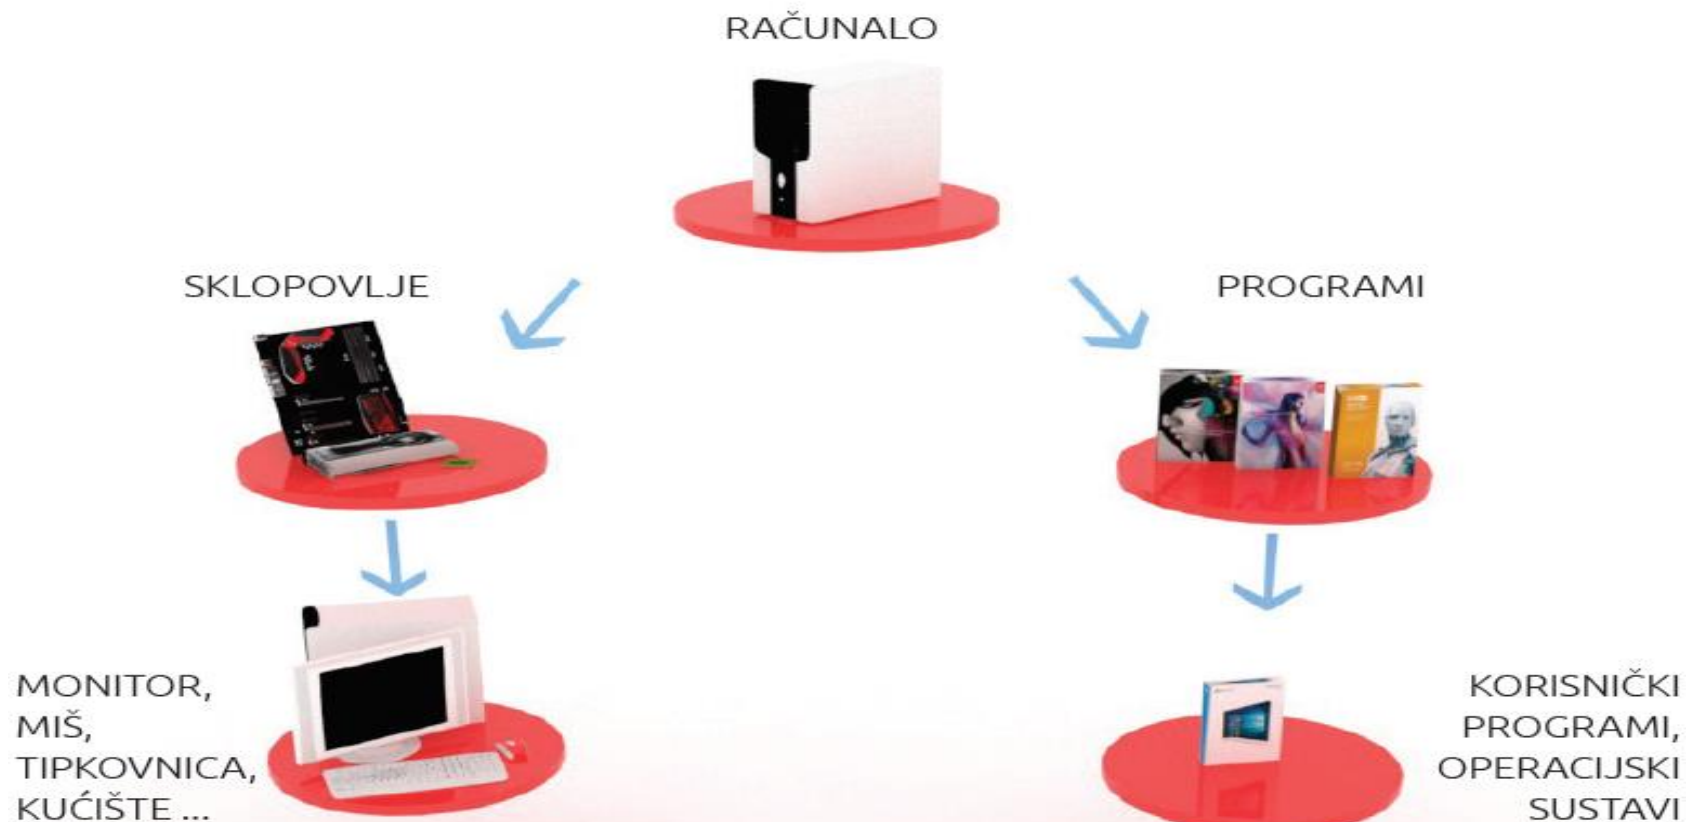 RAČUNALO
SKLOPOVLJE
PROGRAMI
MONITOR,
MIŠ,
TIPKOVNICA,
KUĆIŠTE ...
KORISNIČKI
PROGRAMI,
OPERACIJSKI
SUSTAVI